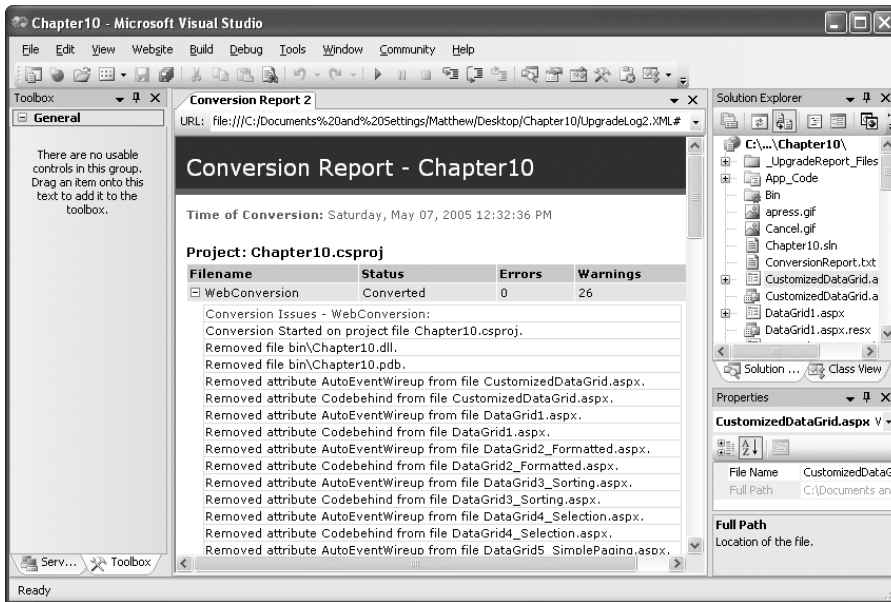 Chapter10 - Microsoft Visual Studio
File Edit View Website Build Debug Tools Window Community Help
Toolbox
General
There are no usable
controls in this group.
Drag an item onto this
text to add it to the
toolbox.
Serv... Toolbox
Conversion Report 2
URL: file:///C:/Documents%20and%20Settings/Matthew/Desktop/Chapter10/UpgradeLog2.XML#
Conversion Report - Chapter10
Time of Conversion: Saturday, May 07, 2005 12:32:36 PM
Project: Chapter10.csproj
Filename Status Errors Warnings
WebConversion Converted 0 26
Conversion Issues - WebConversion:
Conversion Started on project file Chapter10.csproj.
Removed file bin\Chapter10.dll.
Removed file bin\Chapter10.pdb.
Removed attribute AutoEventWireup from file CustomizedDataGrid.aspx.
Removed attribute Codebehind from file CustomizedDataGrid.aspx.
Removed attribute AutoEventWireup from file DataGrid1.aspx.
Removed attribute Codebehind from file DataGrid1.aspx.
Removed attribute AutoEventWireup from file DataGrid2_Formatted.aspx.
Removed attribute Codebehind from file DataGrid2_Formatted.aspx.
Removed attribute AutoEventWireup from file DataGrid3_Sorting.aspx.
Removed attribute Codebehind from file DataGrid3_Sorting.aspx.
Removed attribute AutoEventWireup from file DataGrid4_Selection.aspx.
Removed attribute Codebehind from file DataGrid4_Selection.aspx.
Removed attribute AutoEventWireup from file DataGrid5_SimplePaging.aspx.
Solution Explorer
C:\...\Chapter10\
_UpgradeReport_Files
App_Code
Bin
apress.gif
Cancel.gif
Chapter10.sln
ConversionReport.txt
CustomizedDataGrid.a
CustomizedDataGrid.a
DataGrid1.aspx
DataGrid1.aspx.resx
Solution ... Class View
Properties
CustomizedDataGrid.aspx
File Name CustomizedDataG
Full Path C:\Documents an
Full Path
Location of the file.
Ready